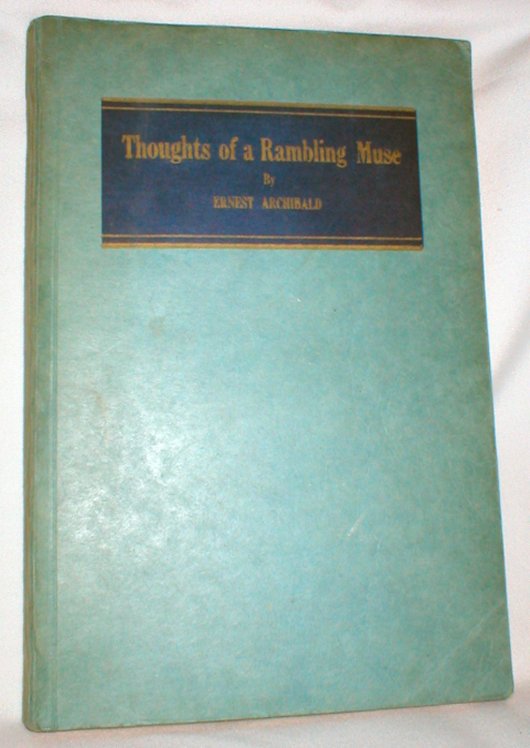 Thoughts of a Rambling Muse
By
ERNEST ARCHIBALD